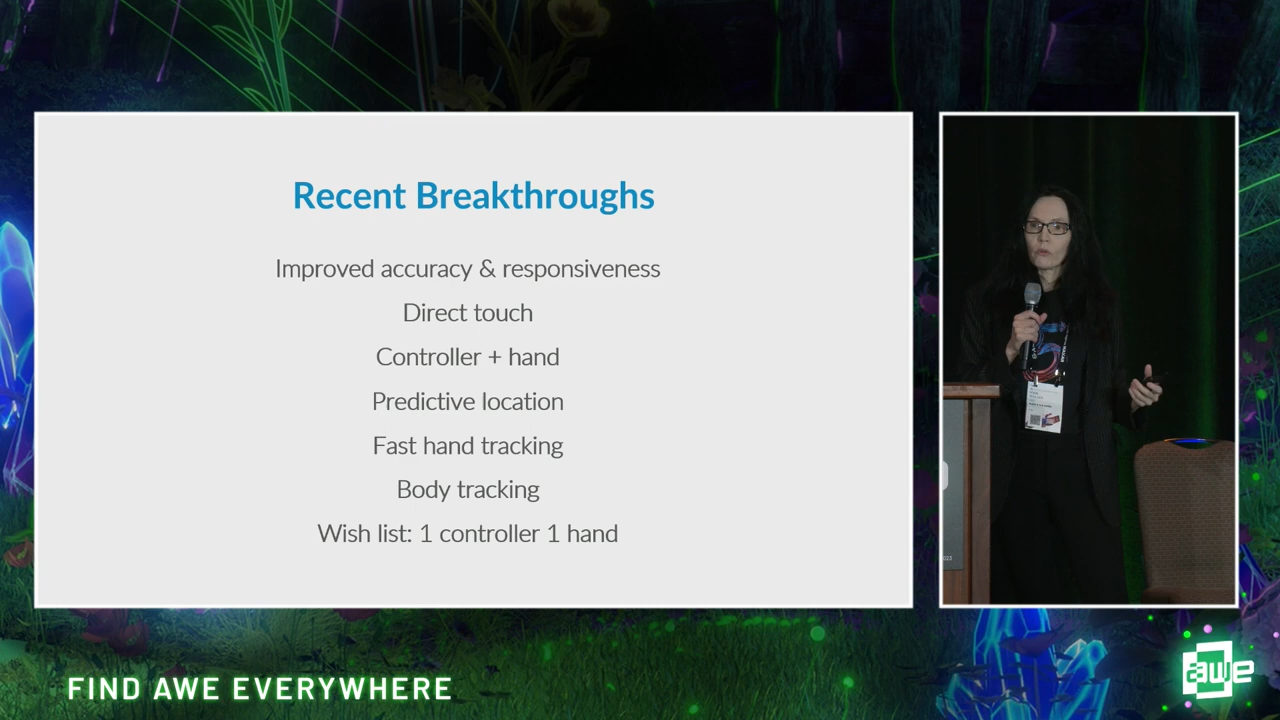 Recent Breakthroughs
Improved accuracy & responsiveness
Direct touch
Controller + hand
Predictive location
Fast hand tracking
Body tracking
Wish list: 1 controller 1 hand
FIND AWE EVERYWHERE
awe